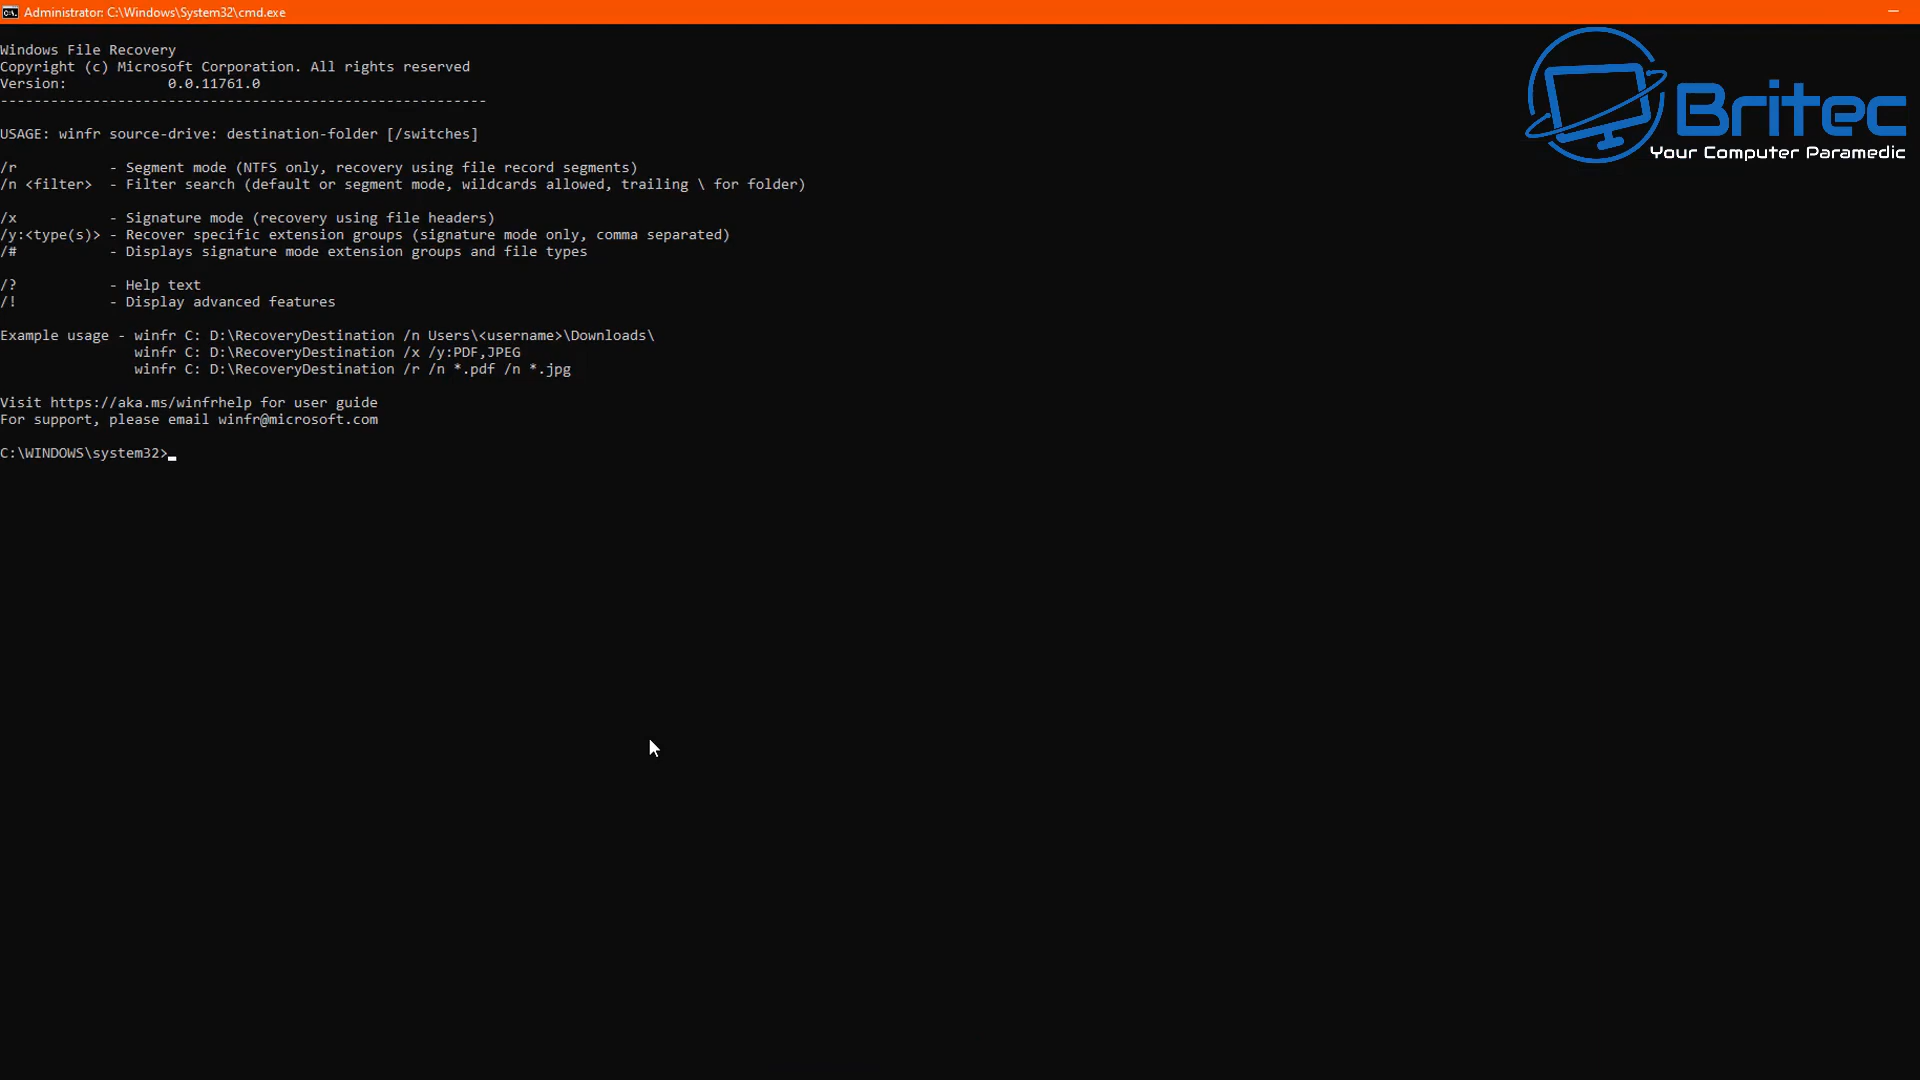 Administrator: C:\Windows\System32\cmd.exe
Windows File Recovery
Copyright (c) Microsoft Corporation. All rights reserved
Version:            0.0.11761.0
----------------------------------------------------------
USAGE: winfr source-drive: destination-folder [/switches]
/r           - Segment mode (NTFS only, recovery using file record segments)
/n <filter>  - Filter search (default or segment mode, wildcards allowed, trailing \ for folder)
/x           - Signature mode (recovery using file headers)
/y:<type(s)> - Recover specific extension groups (signature mode only, comma separated)
/#           - Displays signature mode extension groups and file types
/?           - Help text
/!           - Display advanced features
Example usage - winfr C: D:\RecoveryDestination /n Users\<username>\Downloads\
winfr C: D:\RecoveryDestination /x /y:PDF,JPEG
winfr C: D:\RecoveryDestination /r /n *.pdf /n *.jpg
Visit https://aka.ms/winfrhelp for user guide
For support, please email winfr@microsoft.com
C:\WINDOWS\system32>
Britec
Your Computer Paramedic